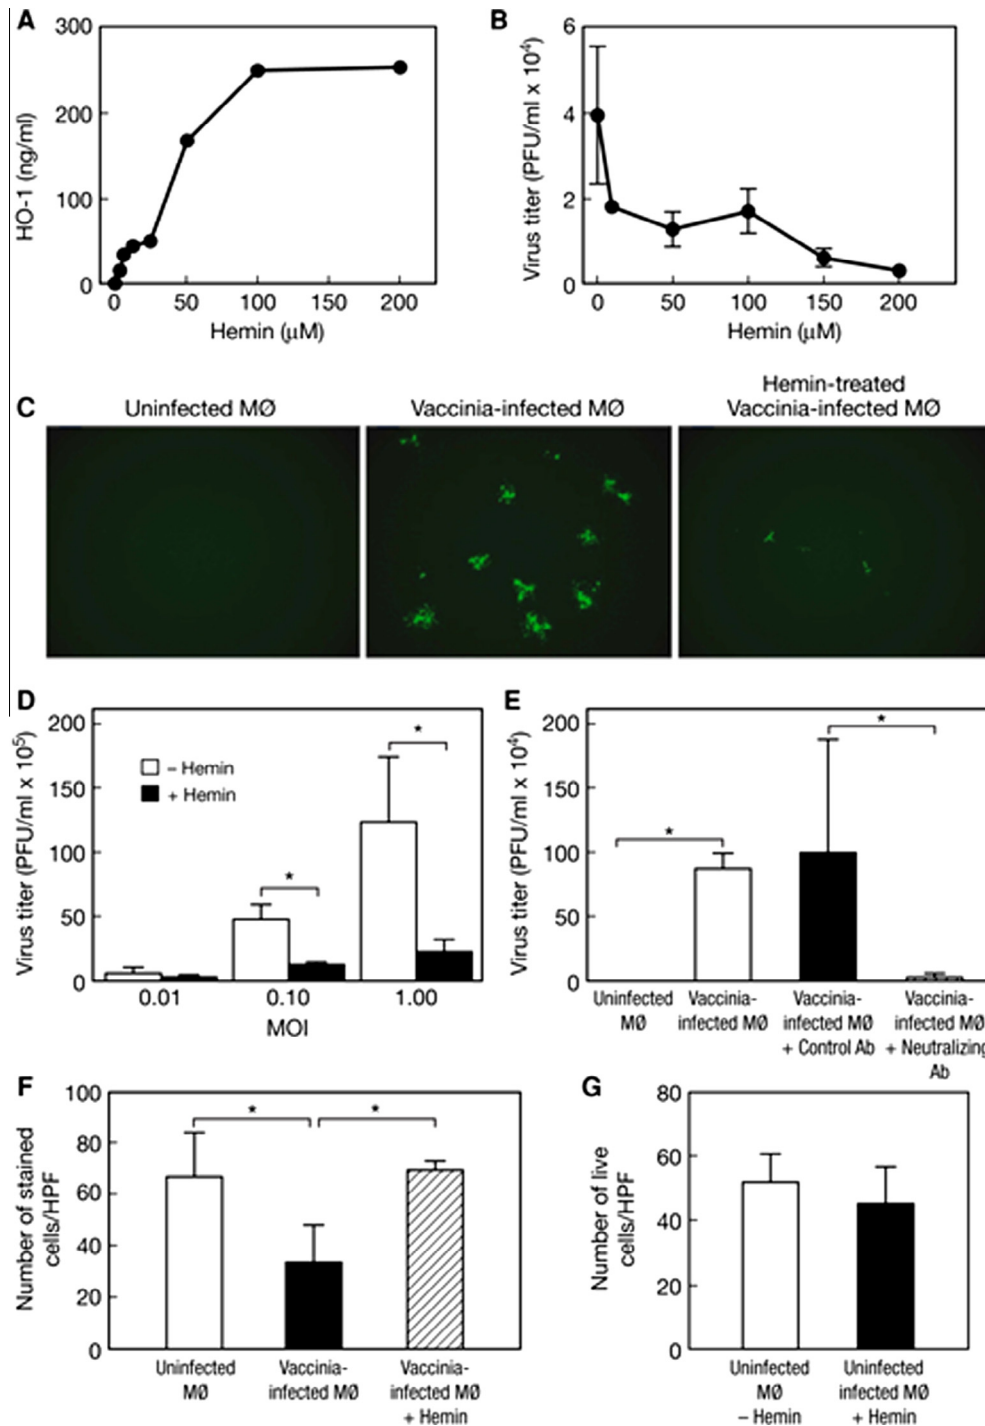 A
300
200
100
0
HO-1 (ng/ml)
0 50 100 150 200
Hemin (μM)
B
6
4
2
0
Virus titer (PFU/ml x 10⁴)
0 50 100 150 200
Hemin (μM)
C
Uninfected MØ
Vaccinia-infected MØ
Hemin-treated
Vaccinia-infected MØ
D
200
150
100
50
0
Virus titer (PFU/ml x 10⁵)
– Hemin
+ Hemin
*
*
0.01 0.10 1.00
MOI
E
200
150
100
50
0
Virus titer (PFU/ml x 10⁴)
*
*
Uninfected
MØ
Vaccinia-
infected MØ
Vaccinia-
infected MØ
+ Control Ab
Vaccinia-
infected MØ
+ Neutralizing
Ab
F
100
80
60
40
20
0
Number of stained
cells/HPF
*
*
Uninfected
MØ
Vaccinia-
infected MØ
Vaccinia-
infected MØ
+ Hemin
G
80
60
40
20
0
Number of live
cells/HPF
Uninfected
MØ
– Hemin
Uninfected
infected MØ
+ Hemin